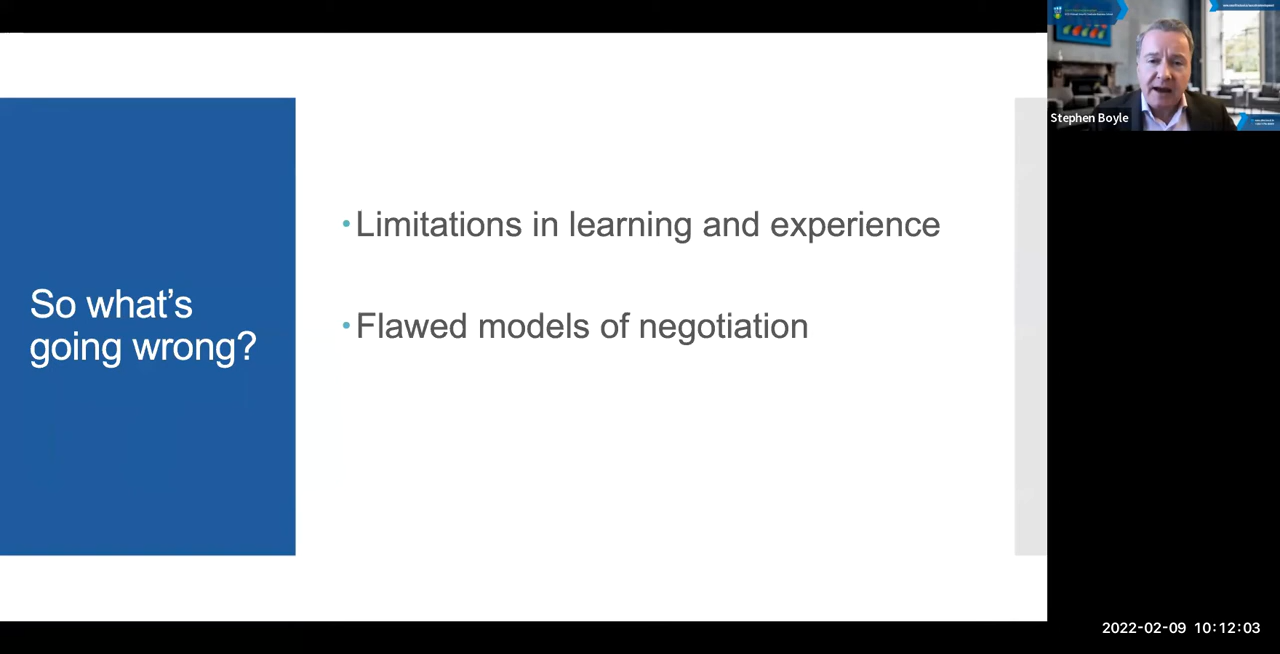 So what's
going wrong?
• Limitations in learning and experience
• Flawed models of negotiation
Stephen Boyle
2022-02-09 10:12:03